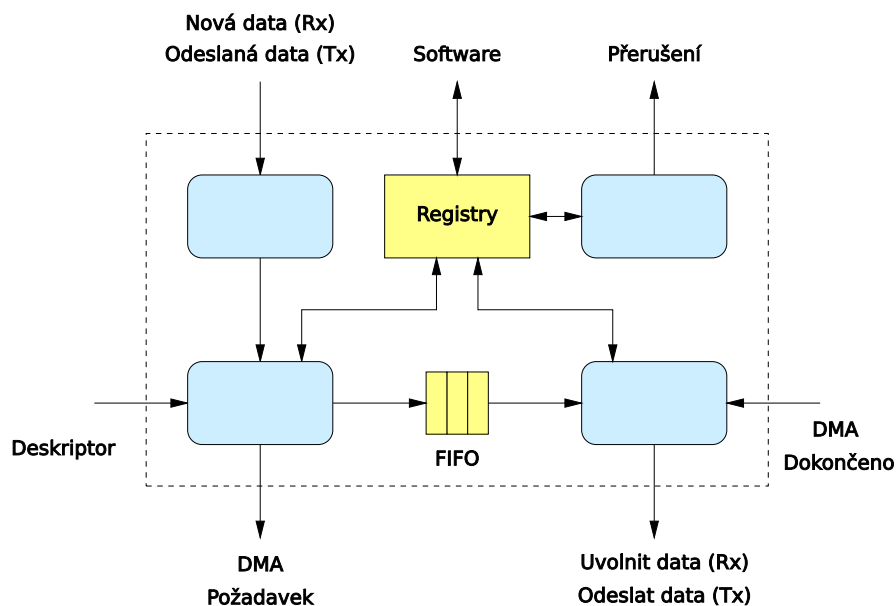 Nová data (Rx)
Odeslaná data (Tx)
Software
Přerušení
Registry
Deskriptor
FIFO
DMA
Dokončeno
DMA
Požadavek
Uvolnit data (Rx)
Odeslat data (Tx)